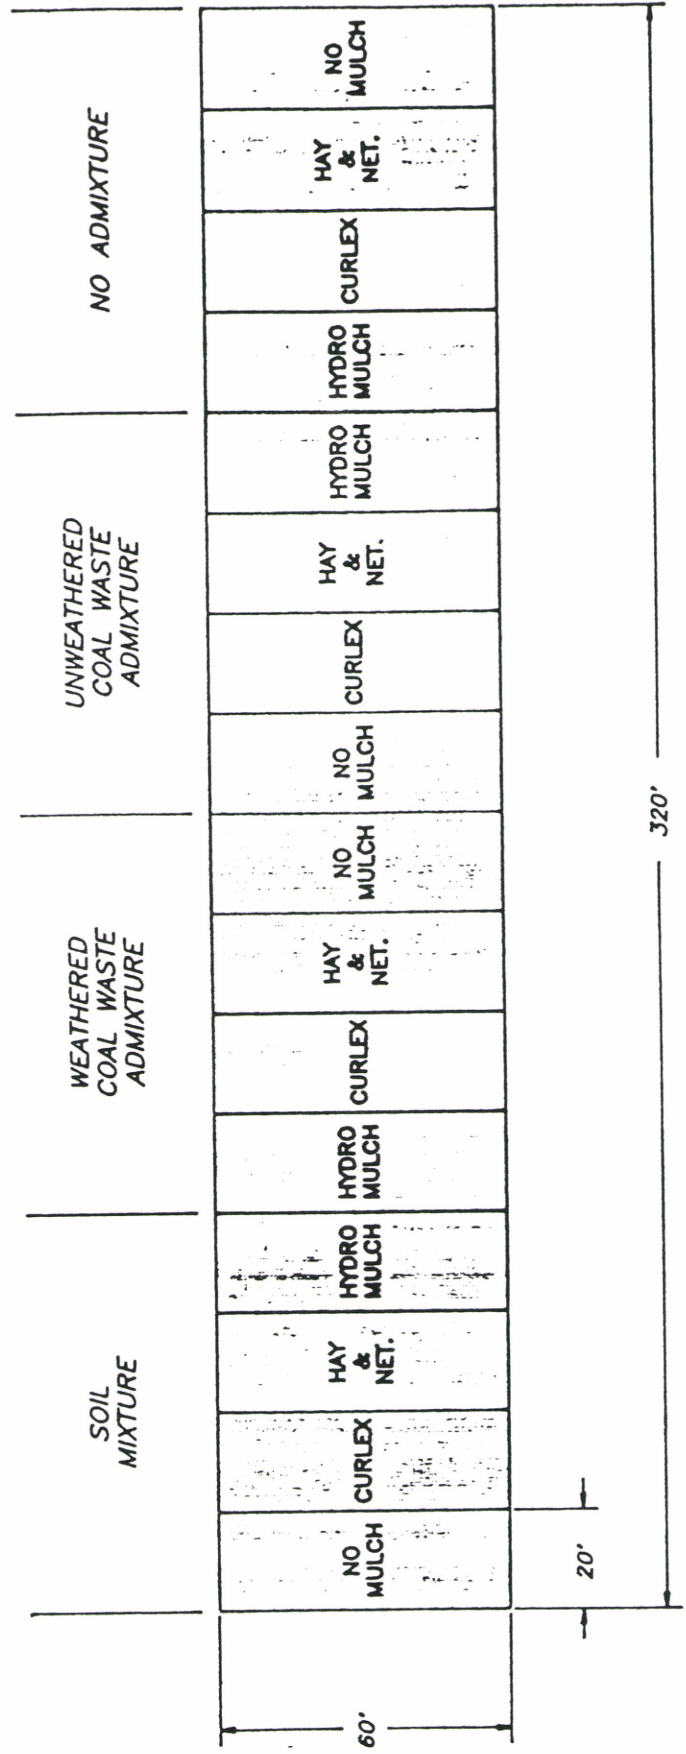 SOIL
MIXTURE
WEATHERED
COAL WASTE
ADMIXTURE
UNWEATHERED
COAL WASTE
ADMIXTURE
NO ADMIXTURE
NO
MULCH
CURLEX
HAY
&
NET.
HYDRO
MULCH
HYDRO
MULCH
CURLEX
HAY
&
NET.
NO
MULCH
NO
MULCH
CURLEX
HAY
&
NET.
HYDRO
MULCH
HYDRO
MULCH
CURLEX
HAY
&
NET.
NO
MULCH
60'
20'
320'